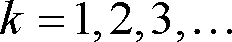 k = 1, 2, 3, …